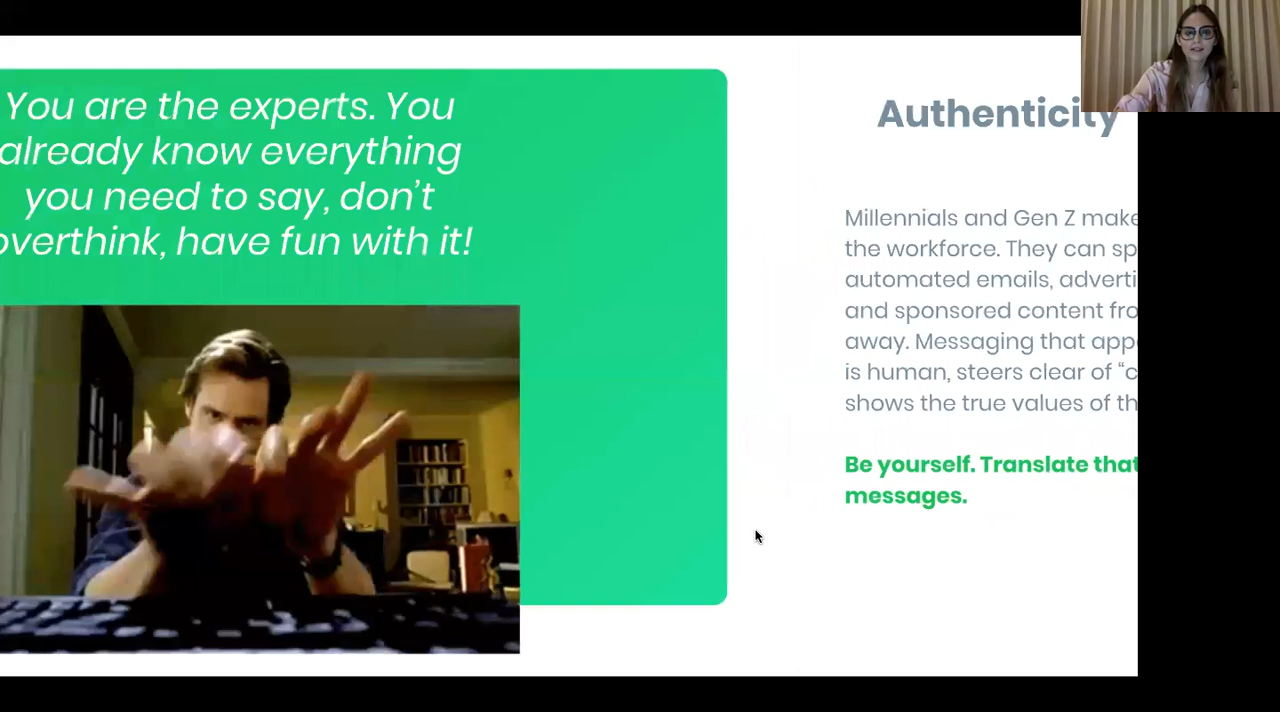 You are the experts. You
already know everything
you need to say, don't
overthink, have fun with it!
Authenticity
Millennials and Gen Z make
the workforce. They can sp
automated emails, adverti
and sponsored content fro
away. Messaging that app
is human, steers clear of “c
shows the true values of th
Be yourself. Translate that
messages.